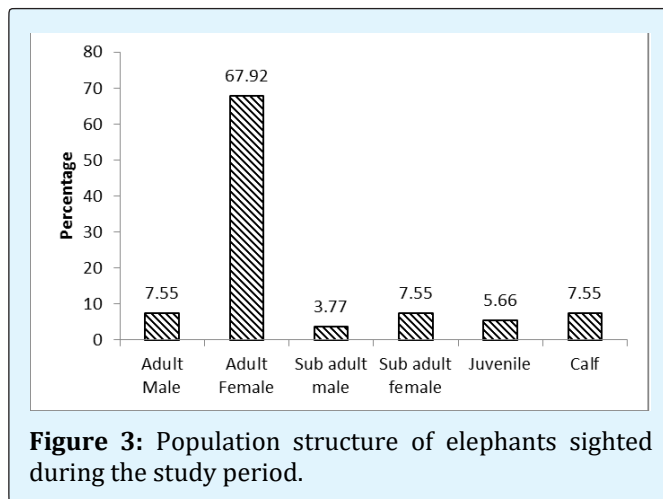 80
70
60
50
40
30
20
10
0
Percentage
7.55
67.92
3.77
7.55
5.66
7.55
Adult Male
Adult Female
Sub adult male
Sub adult female
Juvenile
Calf
Figure 3: Population structure of elephants sighted
during the study period.